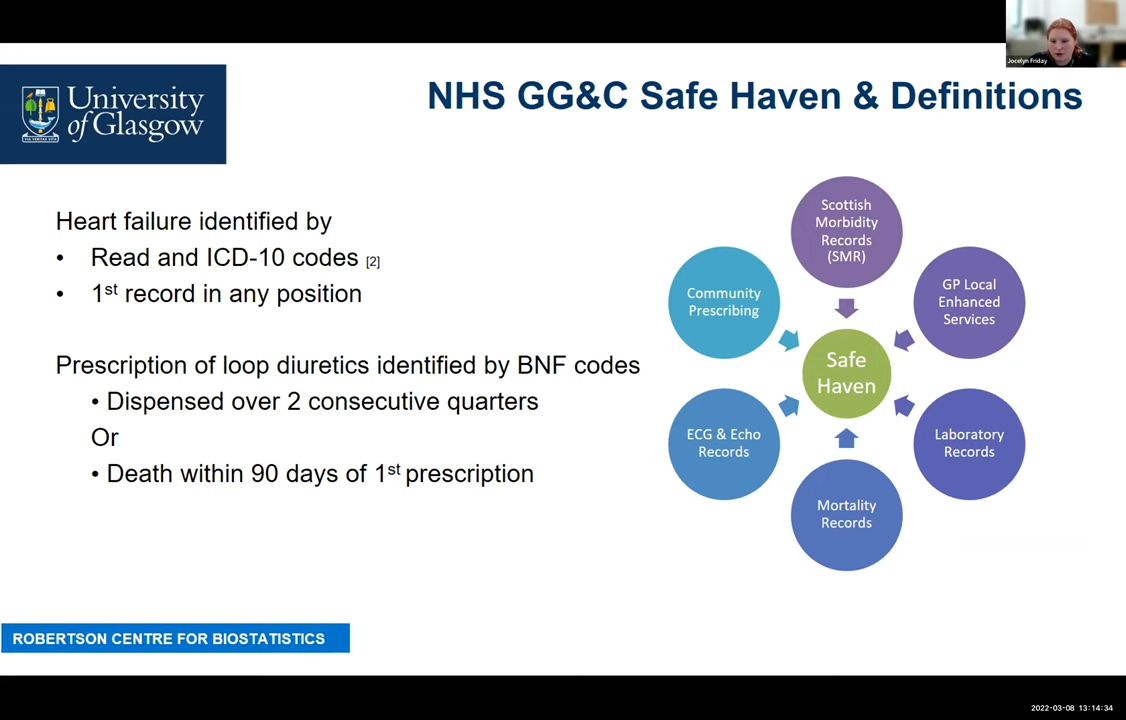 Jocelyn Friday
University
of Glasgow
NHS GG&C Safe Haven & Definitions
Heart failure identified by
• Read and ICD-10 codes [2]
• 1st record in any position
Prescription of loop diuretics identified by BNF codes
• Dispensed over 2 consecutive quarters
Or
• Death within 90 days of 1st prescription
Scottish
Morbidity
Records
(SMR)
GP Local
Enhanced
Services
Laboratory
Records
Mortality
Records
ECG & Echo
Records
Community
Prescribing
Safe
Haven
ROBERTSON CENTRE FOR BIOSTATISTICS
2022-03-08 13:14:34